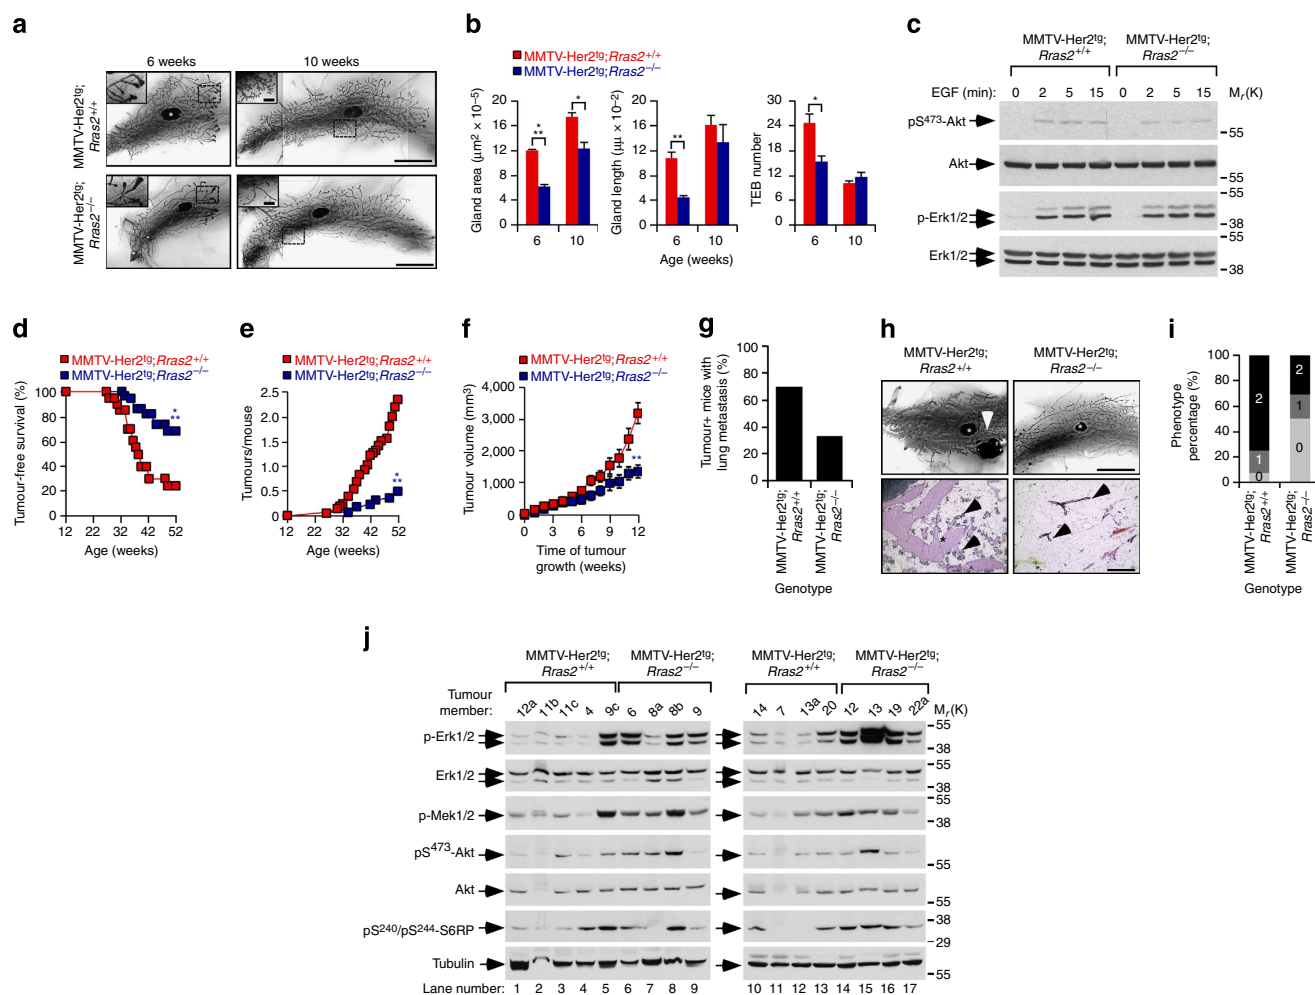 a
6 weeks
10 weeks
MMTV-Her2tg;
Rras2+/+
MMTV-Her2tg;
Rras2−/−
b
MMTV-Her2tg;Rras2+/+
MMTV-Her2tg;Rras2−/−
Gland area (μm2 × 10−5)
20
16
12
8
4
0
*
**
*
6
10
Gland length (μμ × 10−2)
20
16
12
8
4
0
**
6
10
Age (weeks)
TEB number
30
24
18
12
6
0
*
6
10
c
MMTV-Her2tg;
Rras2+/+
MMTV-Her2tg;
Rras2−/−
EGF (min): 0 2 5 15 0 2 5 15 Mr(K)
pS473-Akt
55
Akt
55
55
p-Erk1/2
38
55
Erk1/2
38
d
MMTV-Her2tg;Rras2+/+
MMTV-Her2tg;Rras2−/−
Tumour-free survival (%)
100
80
60
40
20
0
*
**
12 22 32 42 52
Age (weeks)
e
MMTV-Her2tg;Rras2+/+
MMTV-Her2tg;Rras2−/−
Tumours/mouse
2.5
2.0
1.5
1.0
0.5
0
*
**
12 22 32 42 52
Age (weeks)
f
MMTV-Her2tg;Rras2+/+
MMTV-Her2tg;Rras2−/−
Tumour volume (mm3)
4,000
3,000
2,000
1,000
0
**
0 3 6 9 12
Time of tumour
growth (weeks)
g
Tumour+ mice with
lung metastasis (%)
100
80
60
40
20
0
MMTV-Her2tg;
Rras2+/+
MMTV-Her2tg;
Rras2−/−
Genotype
h
MMTV-Her2tg;
Rras2+/+
MMTV-Her2tg;
Rras2−/−
*
*
*
i
Phenotype
percentage (%)
100
80
60
40
20
0
2
1
0
2
1
0
MMTV-Her2tg;
Rras2+/+
MMTV-Her2tg;
Rras2−/−
Genotype
j
MMTV-Her2tg;
Rras2+/+
MMTV-Her2tg;
Rras2−/−
MMTV-Her2tg;
Rras2+/+
MMTV-Her2tg;
Rras2−/−
Tumour
member:
12a 11b 11c 4 9c 6 8a 8b 9 14 7 13a 20 12 13 19 22a Mr(K)
p-Erk1/2
55
38
Erk1/2
55
38
p-Mek1/2
55
38
pS473-Akt
55
Akt
55
pS240/pS244-S6RP
38
29
Tubulin
55
Lane number: 1 2 3 4 5 6 7 8 9 10 11 12 13 14 15 16 17